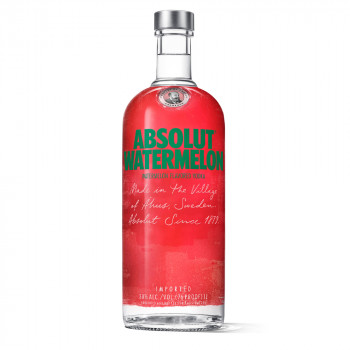 ABSOLUT
WATERMELON
Made in the Village
of Åhus, Sweden.
Absolut Since 1879.
IMPORTED